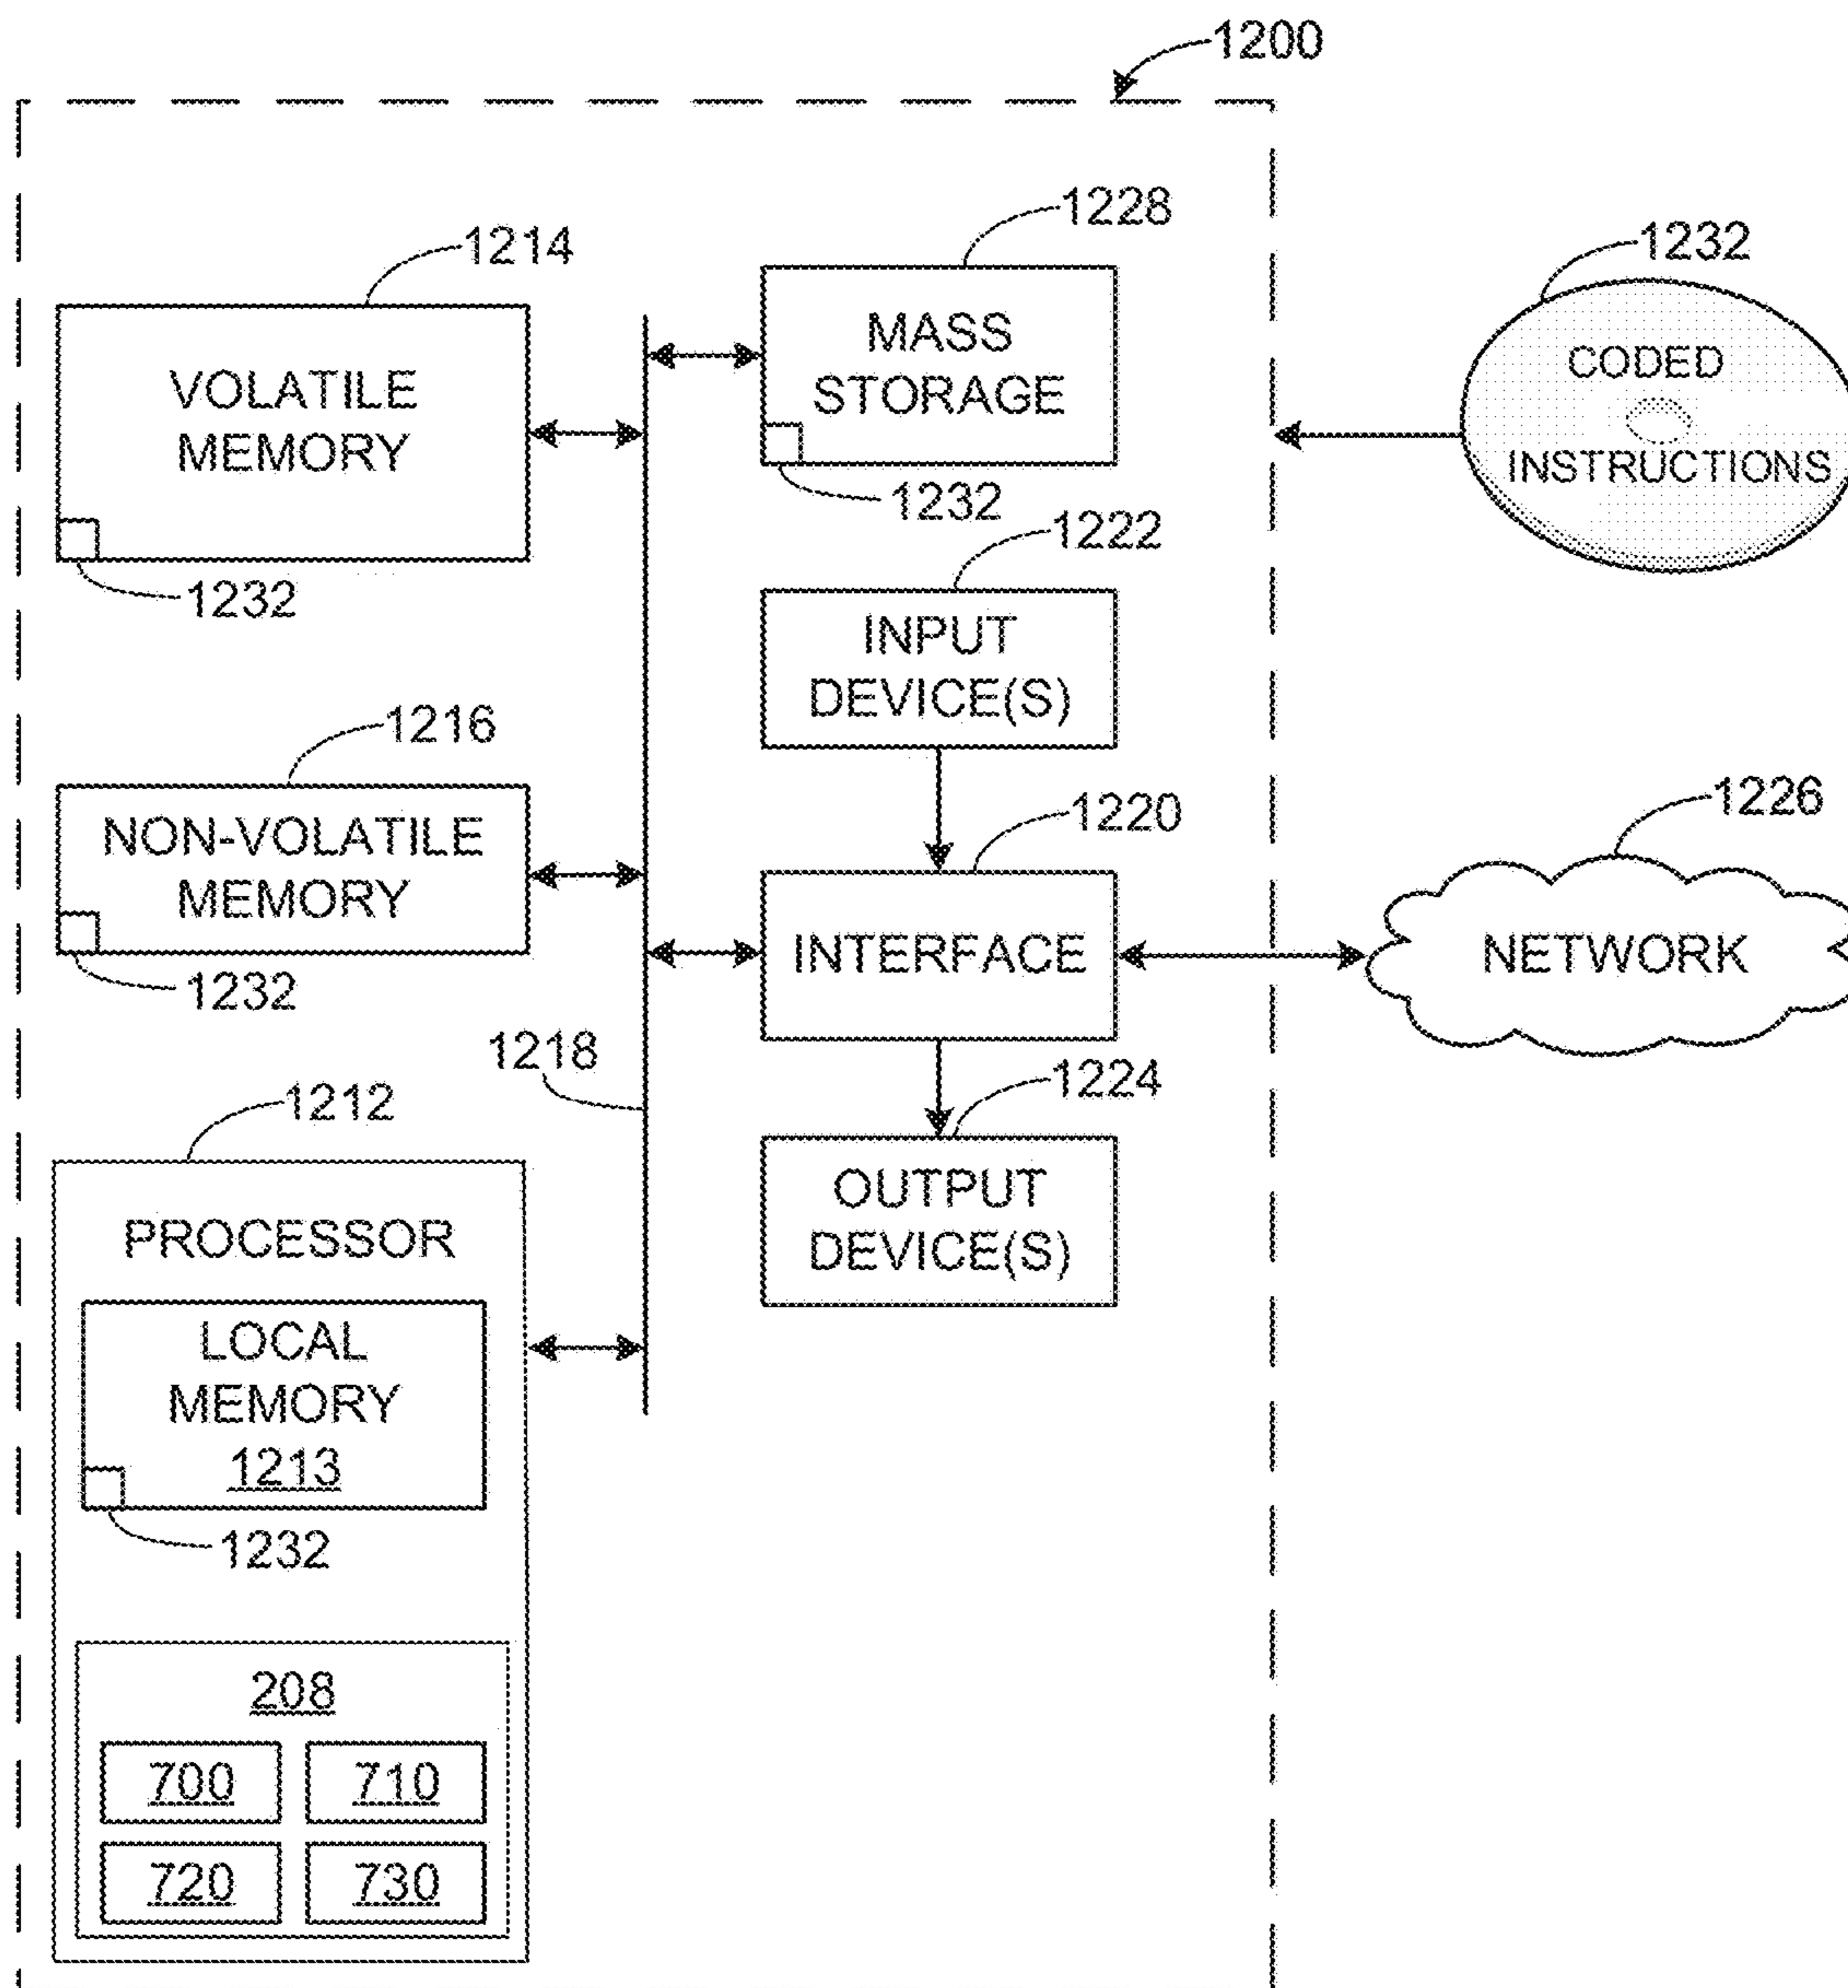 1200
1228
1214
1232
MASS
STORAGE
CODED
INSTRUCTIONS
VOLATILE
MEMORY
1232
1222
1232
INPUT
DEVICE(S)
1216
1220
1226
NON-VOLATILE
MEMORY
INTERFACE
NETWORK
1232
1218
1224
1212
OUTPUT
DEVICE(S)
PROCESSOR
LOCAL
MEMORY
1213
1232
208
700
710
720
730